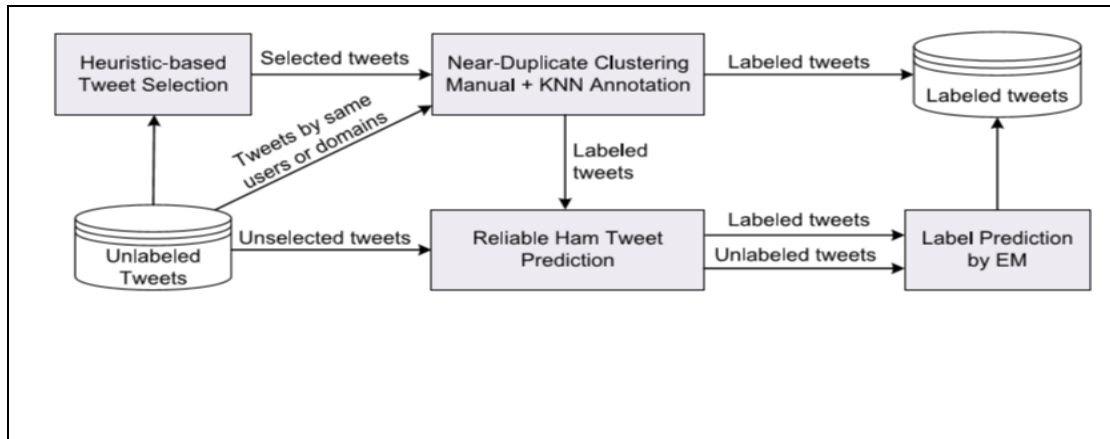 Heuristic-based
Tweet Selection
Selected tweets
Near-Duplicate Clustering
Manual + KNN Annotation
Labeled tweets
Labeled tweets
Tweets by same
users or domains
Labeled
tweets
Unlabeled
Tweets
Unselected tweets
Reliable Ham Tweet
Prediction
Labeled tweets
Unlabeled tweets
Label Prediction
by EM